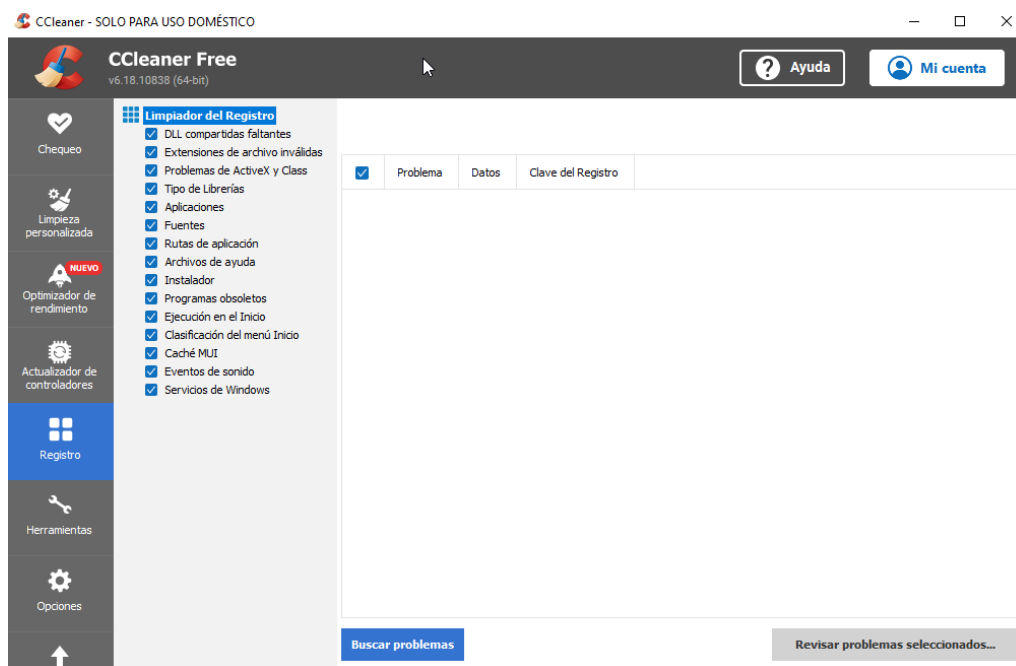 CCleaner - SOLO PARA USO DOMÉSTICO
CCleaner Free
v6.18.10838 (64-bit)
Ayuda
Mi cuenta
Chequeo
Limpieza
personalizada
NUEVO
Optimizador de
rendimiento
Actualizador de
controladores
Registro
Herramientas
Opciones
Limpiador del Registro
DLL compartidas faltantes
Extensiones de archivo inválidas
Problemas de ActiveX y Class
Tipo de Librerías
Aplicaciones
Fuentes
Rutas de aplicación
Archivos de ayuda
Instalador
Programas obsoletos
Ejecución en el Inicio
Clasificación del menú Inicio
Caché MUI
Eventos de sonido
Servicios de Windows
Problema Datos Clave del Registro
Buscar problemas
Revisar problemas seleccionados...